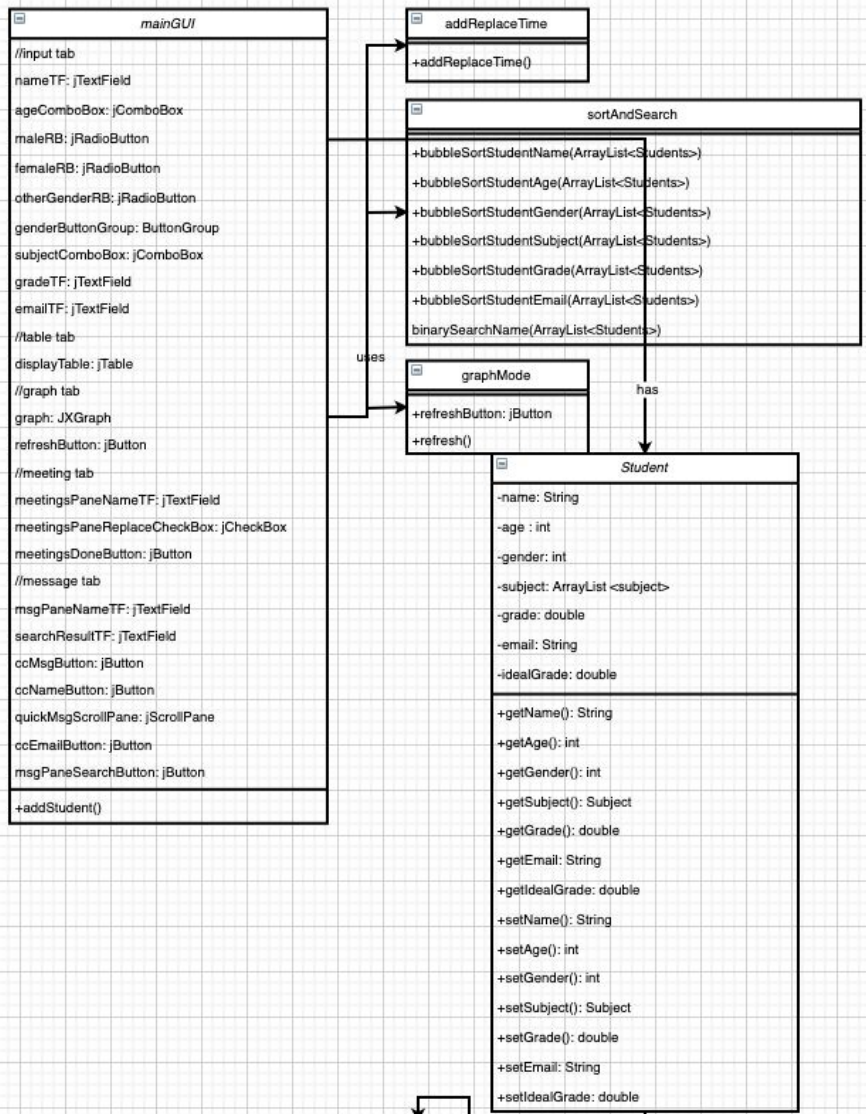 mainGUI
//input tab
nameTF: jTextField
ageComboBox: jComboBox
maleRB: jRadioButton
femaleRB: jRadioButton
otherGenderRB: jRadioButton
genderButtonGroup: ButtonGroup
subjectComboBox: jComboBox
gradeTF: jTextField
emailTF: jTextField
//table tab
displayTable: jTable
//graph tab
graph: JXGraph
refreshButton: jButton
//meeting tab
meetingsPaneNameTF: jTextField
meetingsPaneReplaceCheckBox: jCheckBox
meetingsDoneButton: jButton
//message tab
msgPaneNameTF: jTextField
searchResultTF: jTextField
ccMsgButton: jButton
ccNameButton: jButton
quickMsgScrollPane: jScrollPane
ccEmailButton: jButton
msgPaneSearchButton: jButton
+addStudent()
uses
addReplaceTime
+addReplaceTime()
sortAndSearch
+bubbleSortStudentName(ArrayList<Students>)
+bubbleSortStudentAge(ArrayList<Students>)
+bubbleSortStudentGender(ArrayList<Students>)
+bubbleSortStudentSubject(ArrayList<Students>)
+bubbleSortStudentGrade(ArrayList<Students>)
+bubbleSortStudentEmail(ArrayList<Students>)
binarySearchName(ArrayList<Students>)
graphMode
+refreshButton: jButton
+refresh()
has
Student
-name: String
-age : int
-gender: int
-subject: ArrayList <subject>
-grade: double
-email: String
-idealGrade: double
+getName(): String
+getAge(): int
+getGender(): int
+getSubject(): Subject
+getGrade(): double
+getEmail: String
+getIdealGrade: double
+setName(): String
+setAge(): int
+setGender(): int
+setSubject(): Subject
+setGrade(): double
+setEmail: String
+setIdealGrade: double